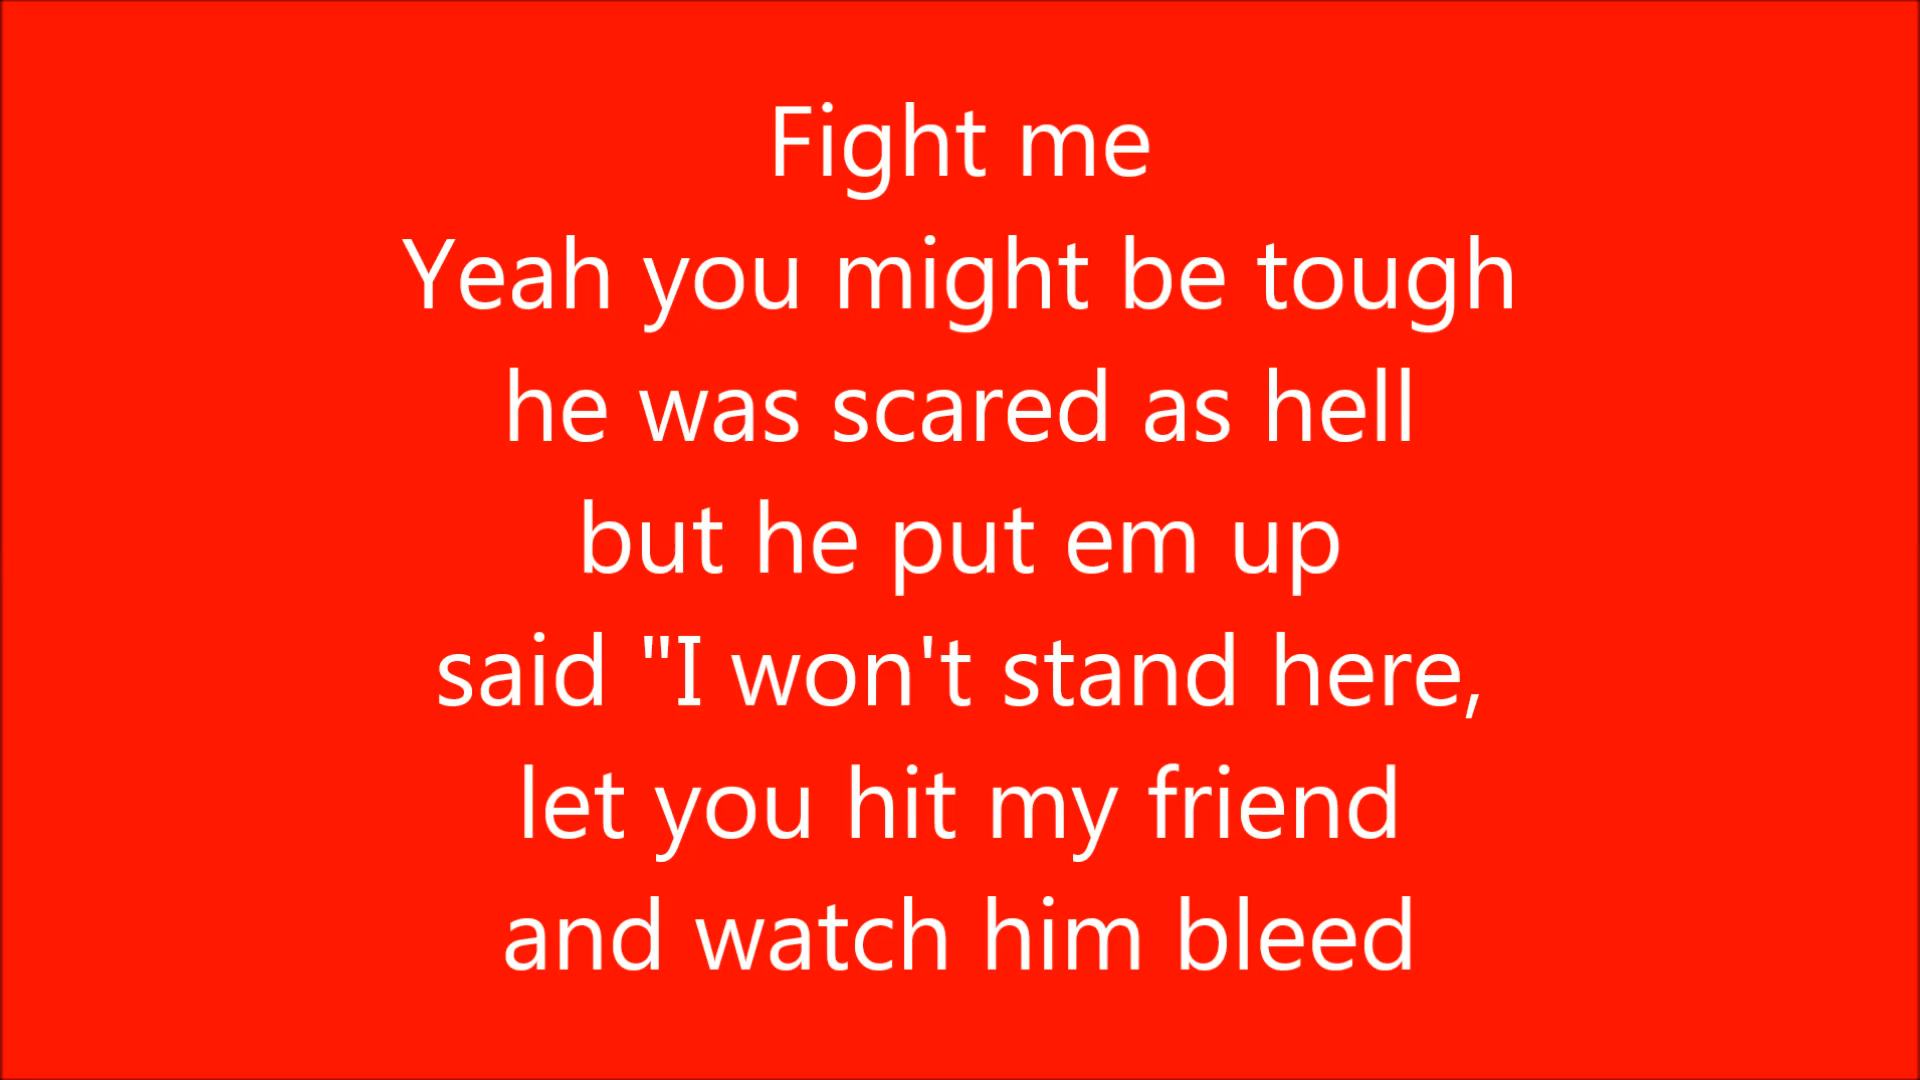 Fight me
Yeah you might be tough
he was scared as hell
but he put em up
said "I won't stand here,
let you hit my friend
and watch him bleed